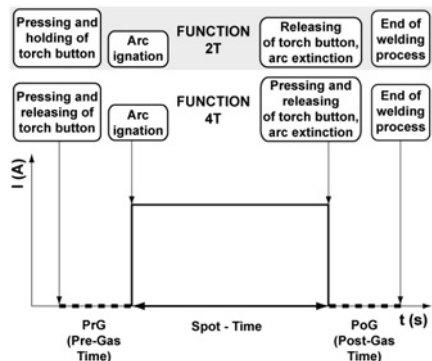 Pressing and
holding of
torch button
Arc
ignation
FUNCTION
2T
Releasing
of torch button,
arc extinction
End of
welding
process
Pressing and
releasing of
torch button
Arc
ignation
FUNCTION
4T
Pressing and
releasing
of torch button,
arc extinction
End of
welding
process
I (A)
t (s)
PrG
(Pre-Gas
Time)
Spot - Time
PoG
(Post-Gas
Time)